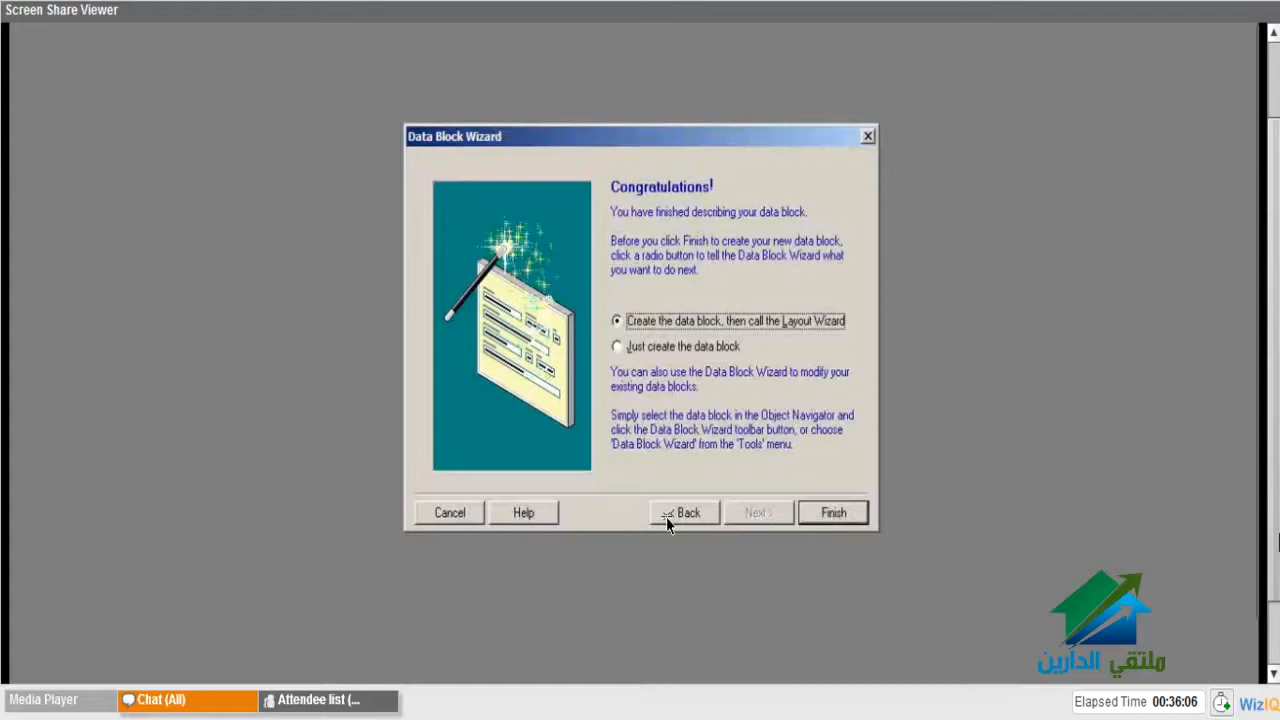 Screen Share Viewer
Data Block Wizard
Congratulations!
You have finished describing your data block.
Before you click Finish to create your new data block,
click a radio button to tell the Data Block Wizard what
you want to do next.
Create the data block, then call the Layout Wizard
Just create the data block
You can also use the Data Block Wizard to modify your
existing data blocks.
Simply select the data block in the Object Navigator and
click the Data Block Wizard toolbar button, or choose
'Data Block Wizard' from the 'Tools' menu.
Cancel
Help
< Back
Next >
Finish
ملتقي الدارين
Media Player
Chat (All)
Attendee list (...
Elapsed Time 00:36:06
WizIQ